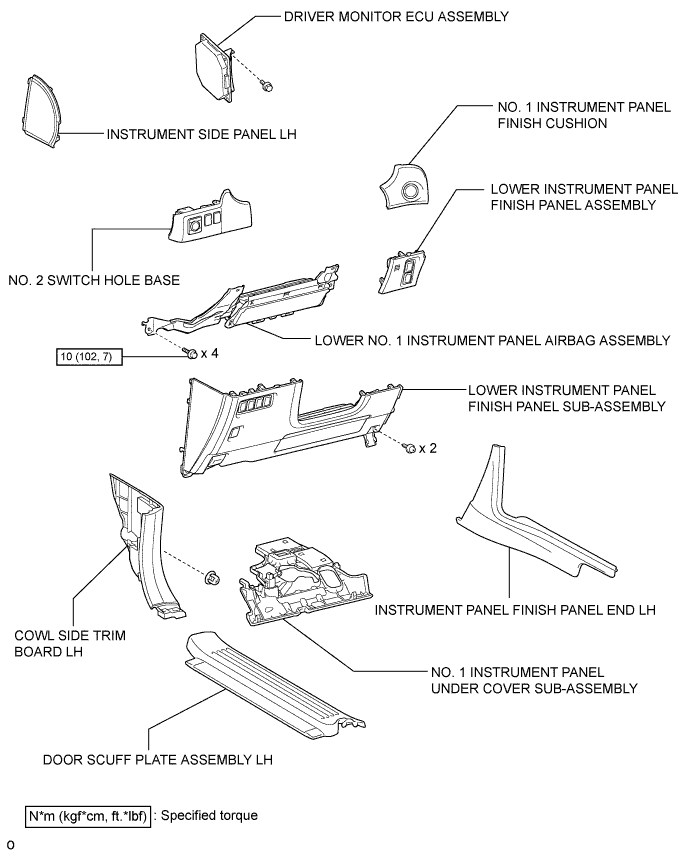 DRIVER MONITOR ECU ASSEMBLY
NO. 1 INSTRUMENT PANEL
FINISH CUSHION
INSTRUMENT SIDE PANEL LH
LOWER INSTRUMENT PANEL
FINISH PANEL ASSEMBLY
NO. 2 SWITCH HOLE BASE
LOWER NO. 1 INSTRUMENT PANEL AIRBAG ASSEMBLY
10 (102, 7)
x 4
LOWER INSTRUMENT PANEL
FINISH PANEL SUB-ASSEMBLY
x 2
INSTRUMENT PANEL FINISH PANEL END LH
COWL SIDE TRIM
BOARD LH
NO. 1 INSTRUMENT PANEL
UNDER COVER SUB-ASSEMBLY
DOOR SCUFF PLATE ASSEMBLY LH
N*m (kgf*cm, ft.*lbf) : Specified torque
O